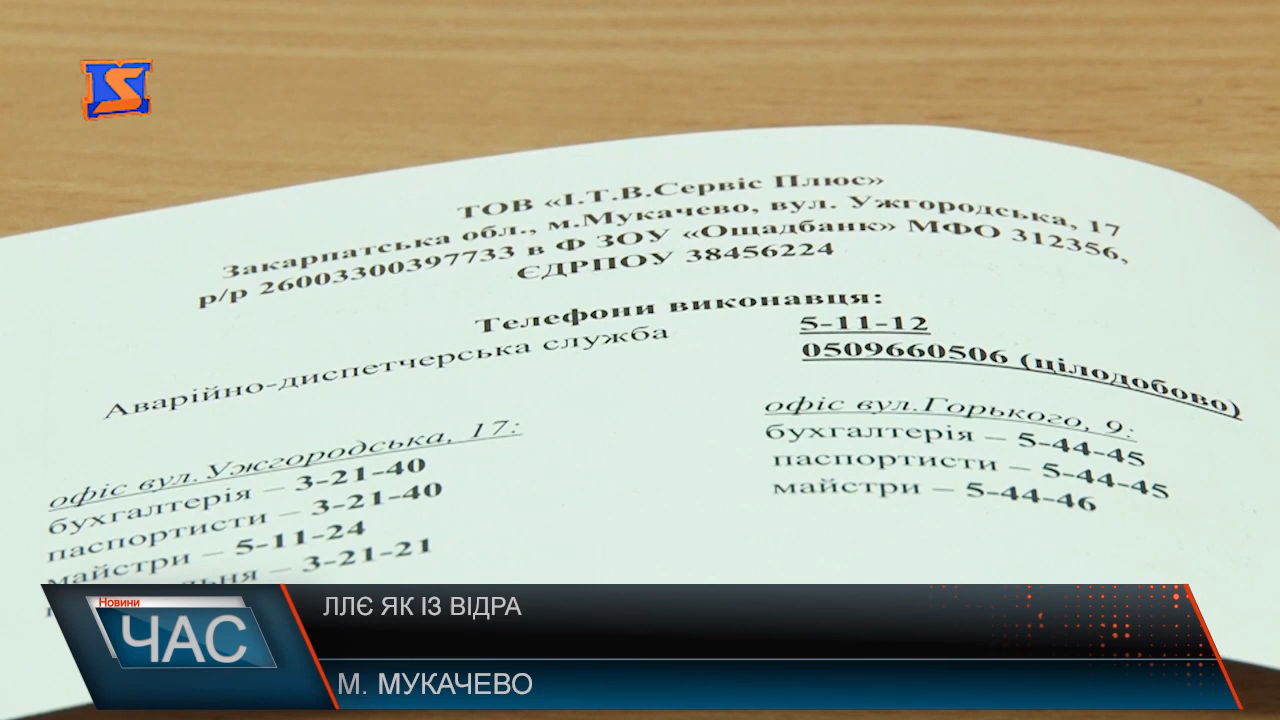 S
ТОВ «І.Т.В.Сервіс Плюс»
Закарпатська обл., м.Мукачево, вул. Ужгородська, 17
р/р 26003300397733 в Ф ЗОУ «Ощадбанк» МФО 312356,
ЄДРПОУ 38456224
Телефони виконавця:
Аварійно-диспетчерська служба 5-11-12
0509660506 (цілодобово)
офіс вул. Ужгородська, 17:
бухгалтерія – 3-21-40
паспортисти – 3-21-40
майстри – 5-11-24
3-21-21
офіс вул.Горького, 9:
бухгалтерія – 5-44-45
паспортисти – 5-44-45
майстри – 5-44-46
Новини
ЧАС
ЛЛЄ ЯК ІЗ ВІДРА
М. МУКАЧЕВО